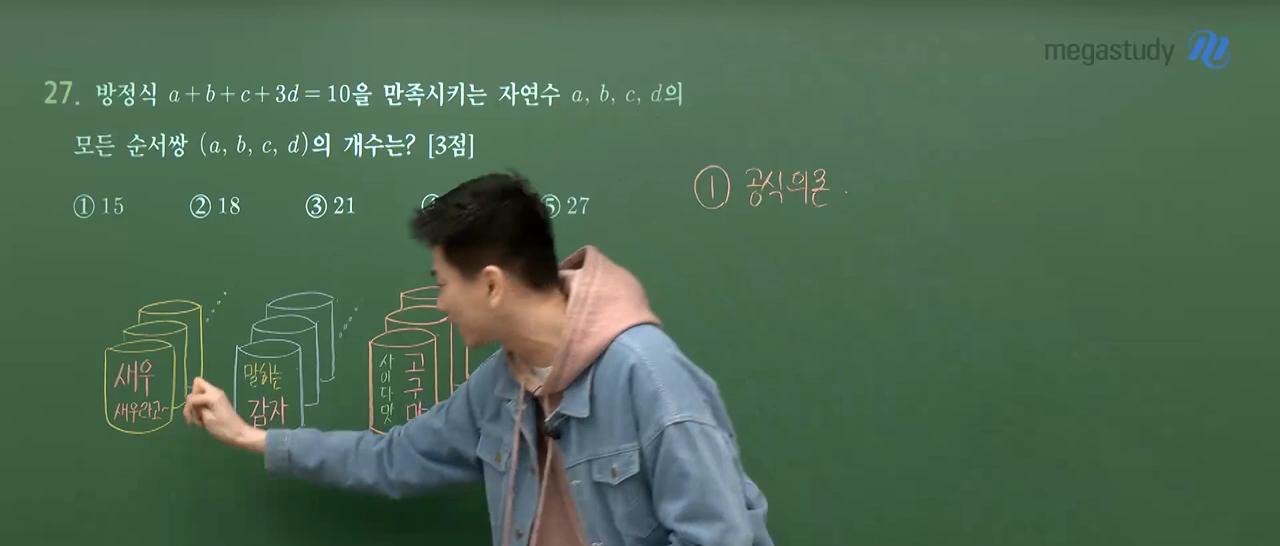 megastudy
27. 방정식 a+b+c+3d=10을 만족시키는 자연수 a, b, c, d의
모든 순서쌍 (a, b, c, d)의 개수는? [3점]
① 15 ② 18 ③ 21 ⑤ 27
① 공식의존.
새우
새우라고~
말하는
감자
사이다맛
고구마